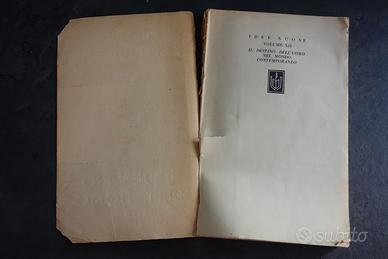 IDEE NUOVE
VOLUME XII
IL DESTINO DELL'UOMO
NEL MONDO
CONTEMPORANEO
subito